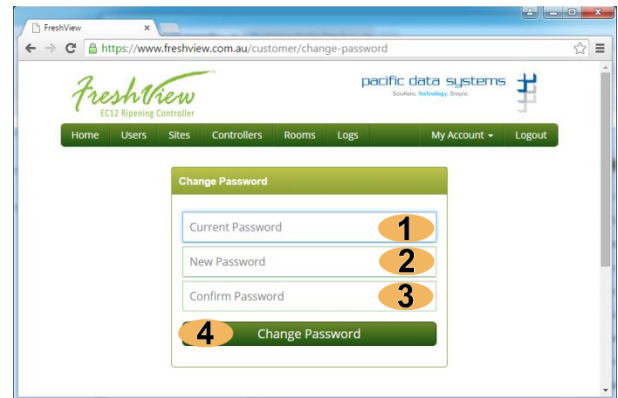 FreshView
https://www.freshview.com.au/customer/change-password
FreshView
EC12 Ripening Controller
pacific data systems
Solutions. Technology. Simple.
Home Users Sites Controllers Rooms Logs My Account Logout
Change Password
Current Password 1
New Password 2
Confirm Password 3
4 Change Password